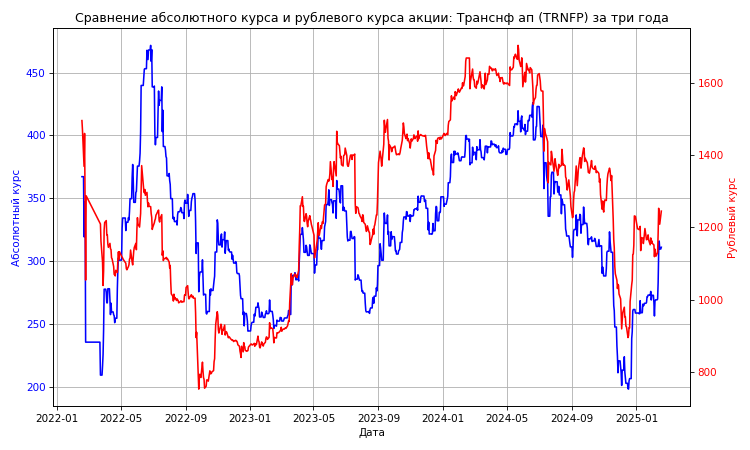 Сравнение абсолютного курса и рублевого курса акции: Транснф ап (TRNFP) за три года
Абсолютный курс
450
400
350
300
250
200
1600
1400
1200
1000
800
Рублевый курс
2022-01 2022-05 2022-09 2023-01 2023-05 2023-09 2024-01 2024-05 2024-09 2025-01
Дата